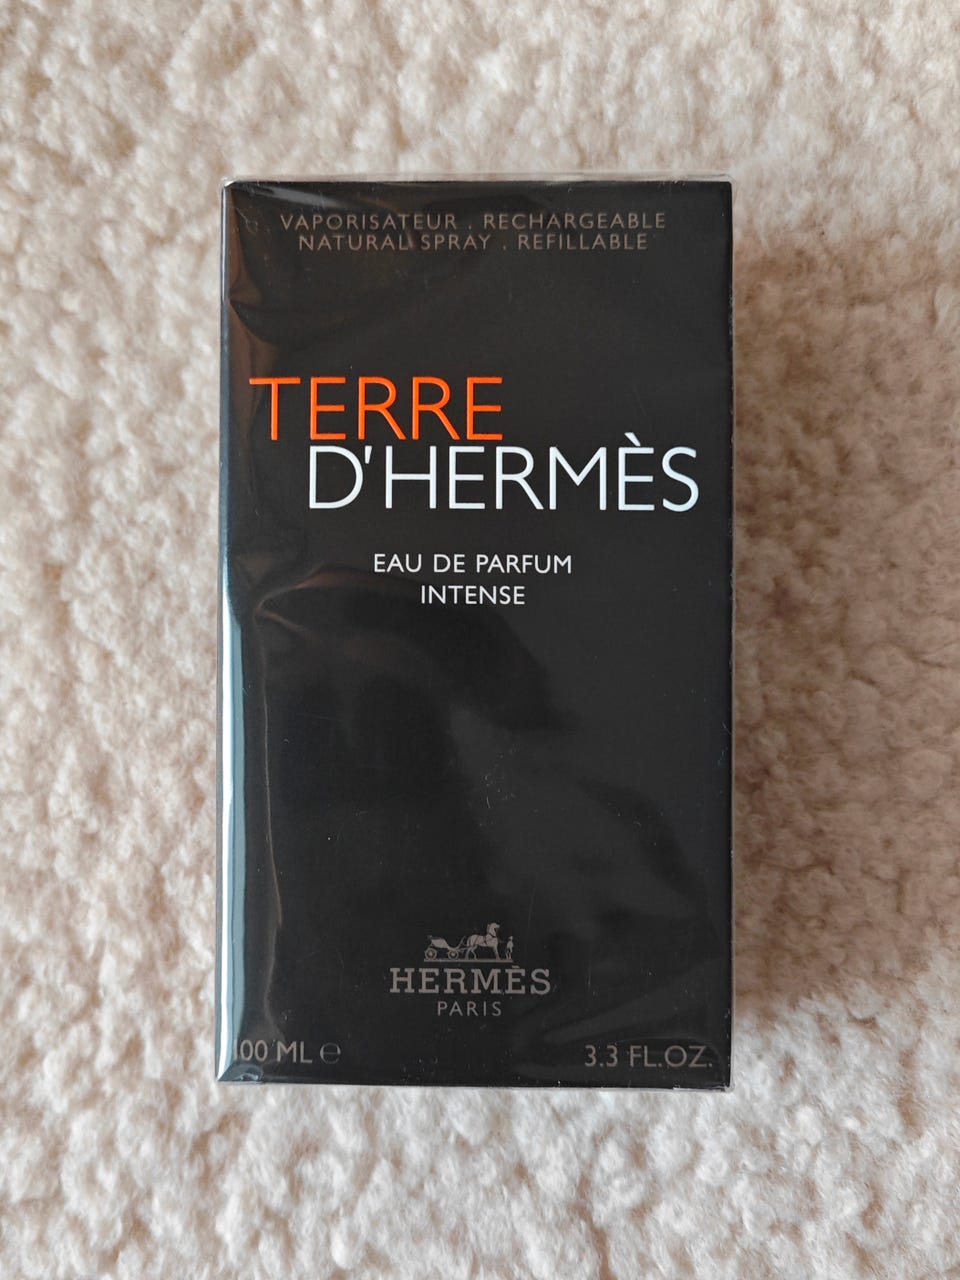 VAPORISATEUR . RECHARGEABLE
NATURAL SPRAY . REFILLABLE
TERRE
D'HERMÈS
EAU DE PARFUM
INTENSE
HERMÈS
PARIS
100 ML ℮
3.3 FL.OZ.